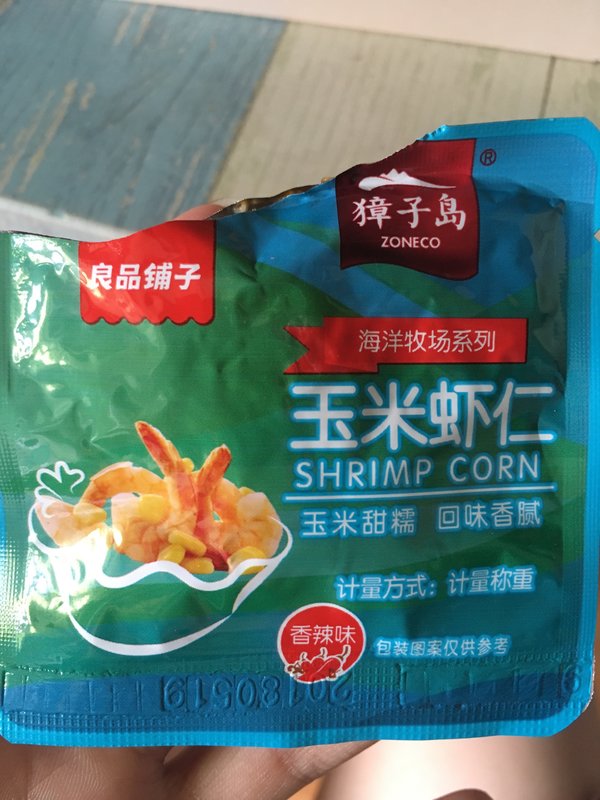 獐子岛
®
ZONECO
良品铺子
海洋牧场系列
玉米虾仁
SHRIMP CORN
玉米甜糯 回味香腻
计量方式：计量称重
香辣味
包装图案仅供参考
20180519